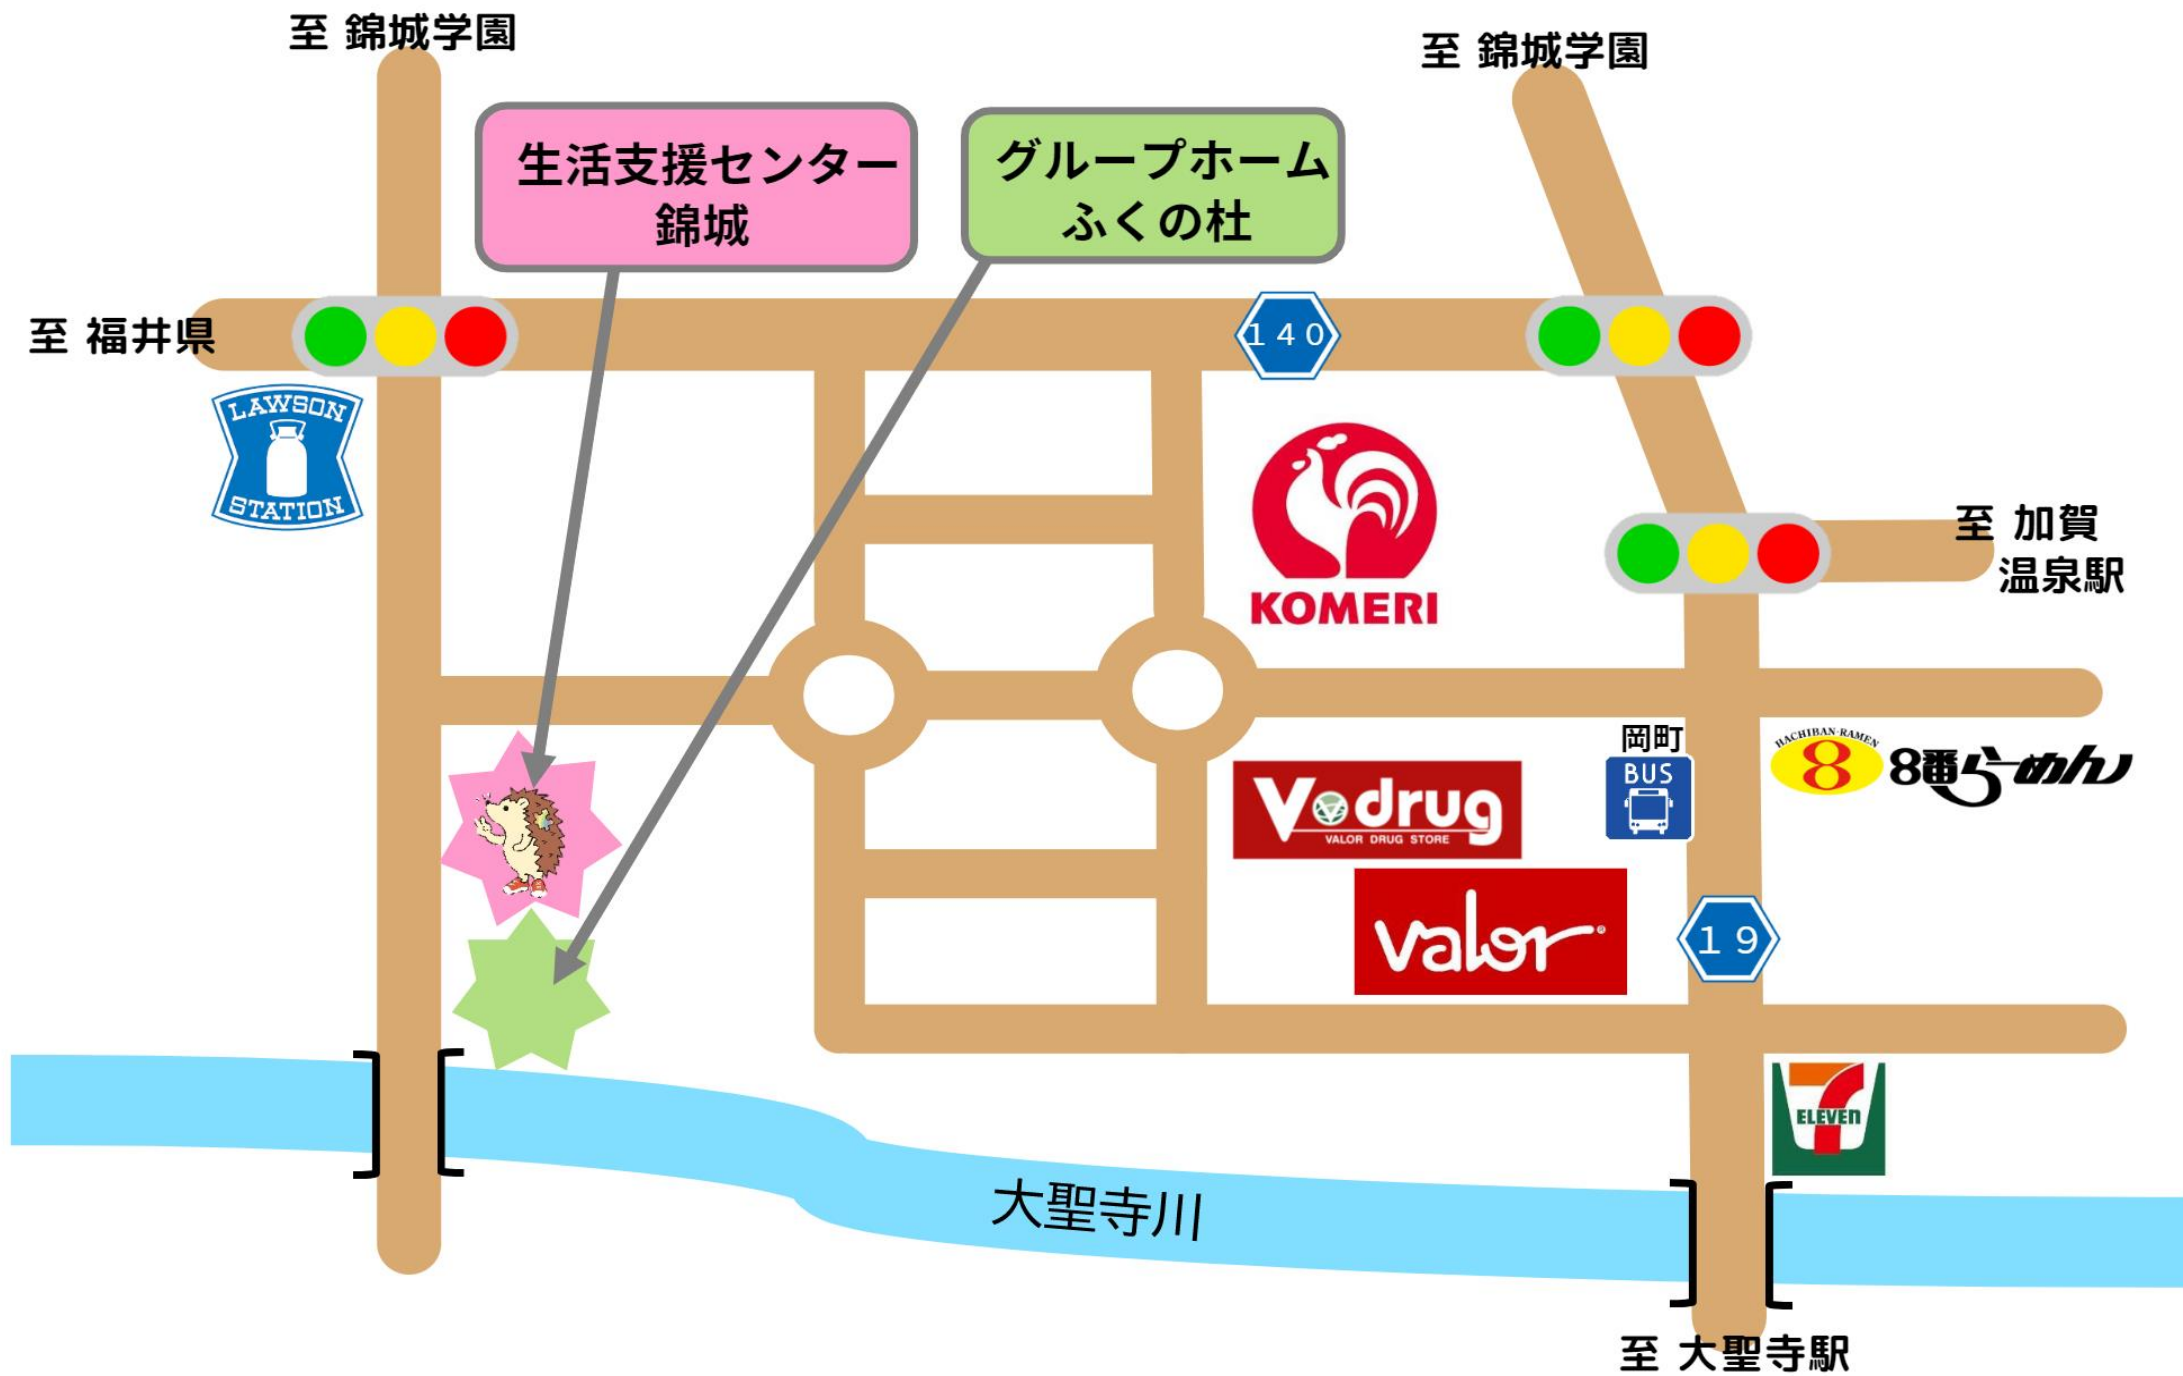 至 錦城学園
至 錦城学園
生活支援センター
錦城
グループホーム
ふくの杜
至 福井県
140
LAWSON
STATION
KOMERI
至 加賀
温泉駅
岡町
BUS
HACHIBAN-RAMEN
8
8番らーめん
Vdrug
VALOR DRUG STORE
valor
19
7
ELEVEn
大聖寺川
至 大聖寺駅